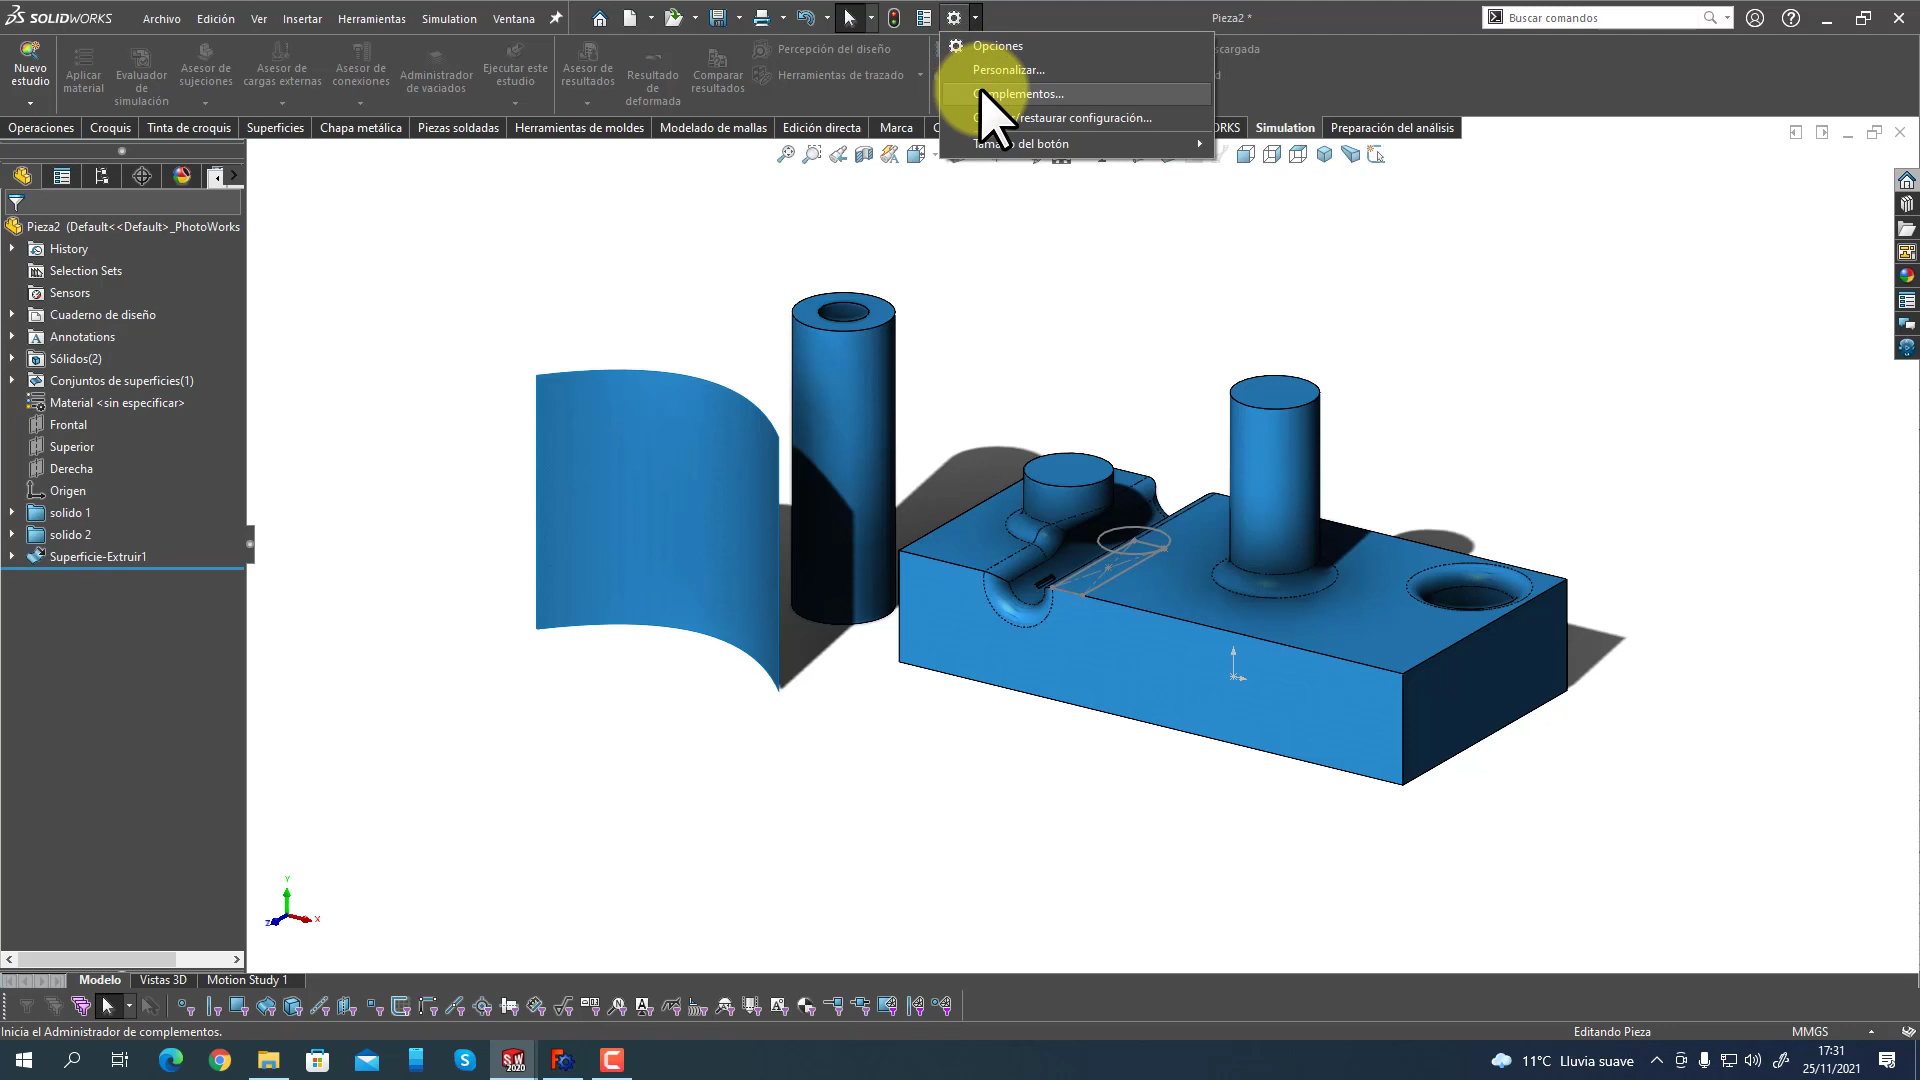 SOLIDWORKS
Archivo
Edición
Ver
Insertar
Herramientas
Simulation
Ventana
Pieza2 *
Buscar comandos
Nuevo estudio
Aplicar material
Evaluador de simulación
Asesor de sujeciones
Asesor de cargas externas
Asesor de conexiones
Administrador de vaciados
Ejecutar este estudio
Asesor de resultados
Resultado de deformada
Comparar resultados
Percepción del diseño
Herramientas de trazado
Opciones
Personalizar...
Complementos...
/restaurar configuración...
del botón
Operaciones
Croquis
Tinta de croquis
Superficies
Chapa metálica
Piezas soldadas
Herramientas de moldes
Modelado de mallas
Edición directa
Marca
Simulation
Preparación del análisis
Pieza2 (Default<<Default>_PhotoWorks
History
Selection Sets
Sensors
Cuaderno de diseño
Annotations
Sólidos(2)
Conjuntos de superficies(1)
Material <sin especificar>
Frontal
Superior
Derecha
Origen
solido 1
solido 2
Superficie-Extruir1
Y
X
Z
Modelo
Vistas 3D
Motion Study 1
Inicia el Administrador de complementos.
Editando Pieza
MMGS
11°C Lluvia suave
17:31
25/11/2021